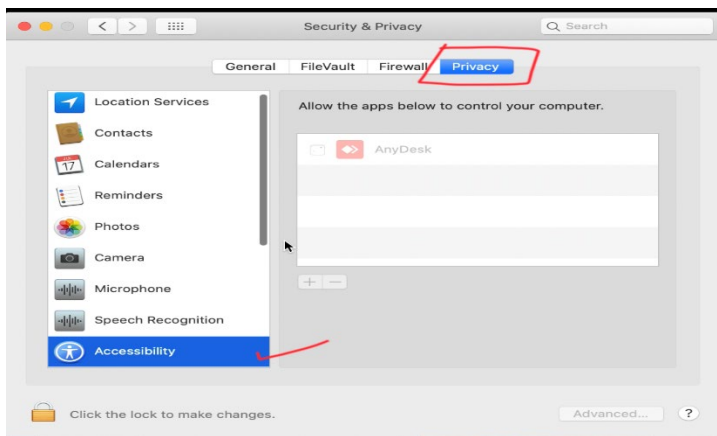 Security & Privacy
Search
General FileVault Firewall Privacy
Location Services
Contacts
17 Calendars
Reminders
Photos
Camera
Microphone
Speech Recognition
Accessibility
Allow the apps below to control your computer.
AnyDesk
+ −
Click the lock to make changes.
Advanced... ?